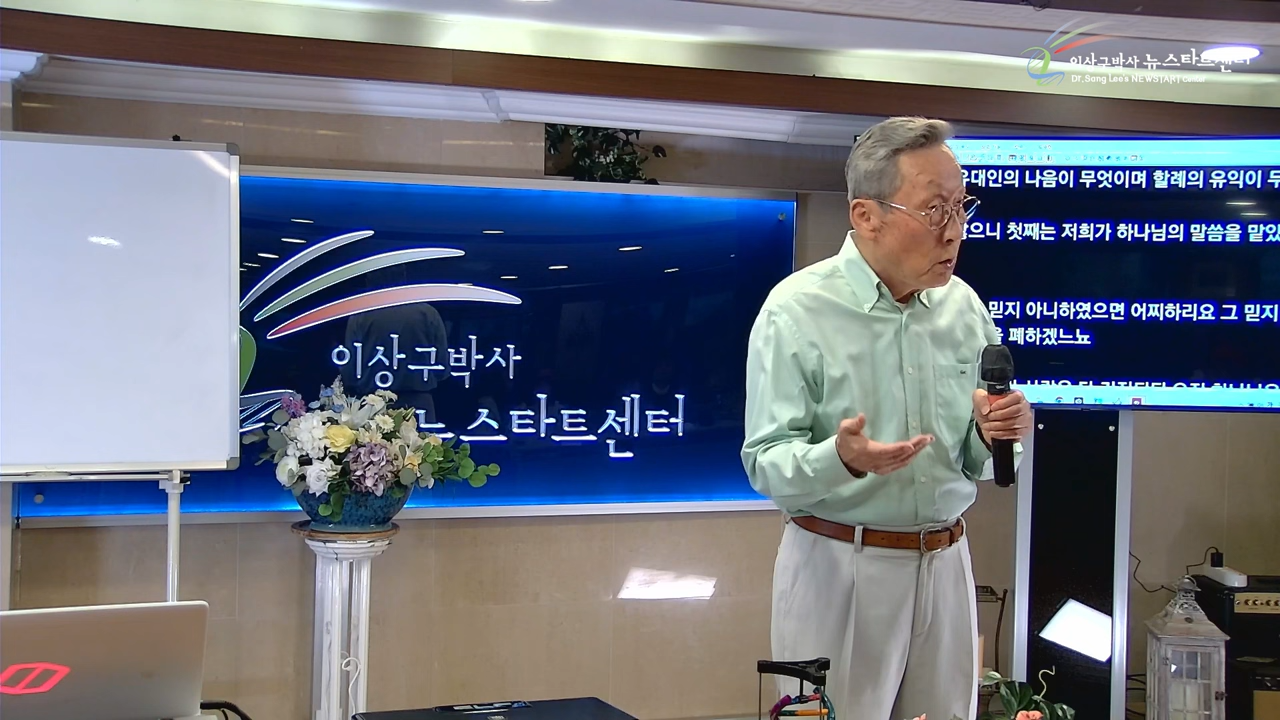 이상구박사 뉴스타트센터
Dr.Sang Lee's NEWSTART Center
이상구박사
뉴스타트센터
유대인의 나음이 무엇이며 할례의 유익이
으니 첫째는 저희가 하나님의 말씀을 맡았
믿지 아니하였으면 어찌하리요 그 믿지
폐하겠느뇨